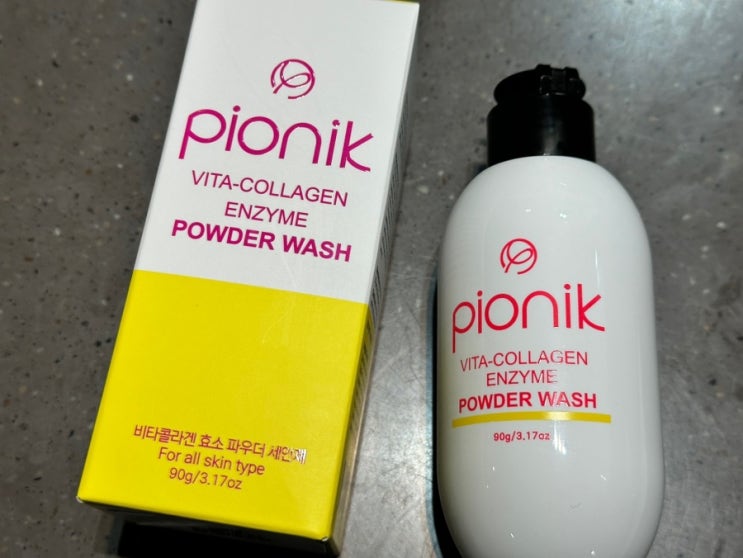 pionik
VITA-COLLAGEN
ENZYME
POWDER WASH
비타콜라겐 효소 파우더 세안제
For all skin type
90g/3.17oz
pionik
VITA-COLLAGEN
ENZYME
POWDER WASH
90g/3.17oz